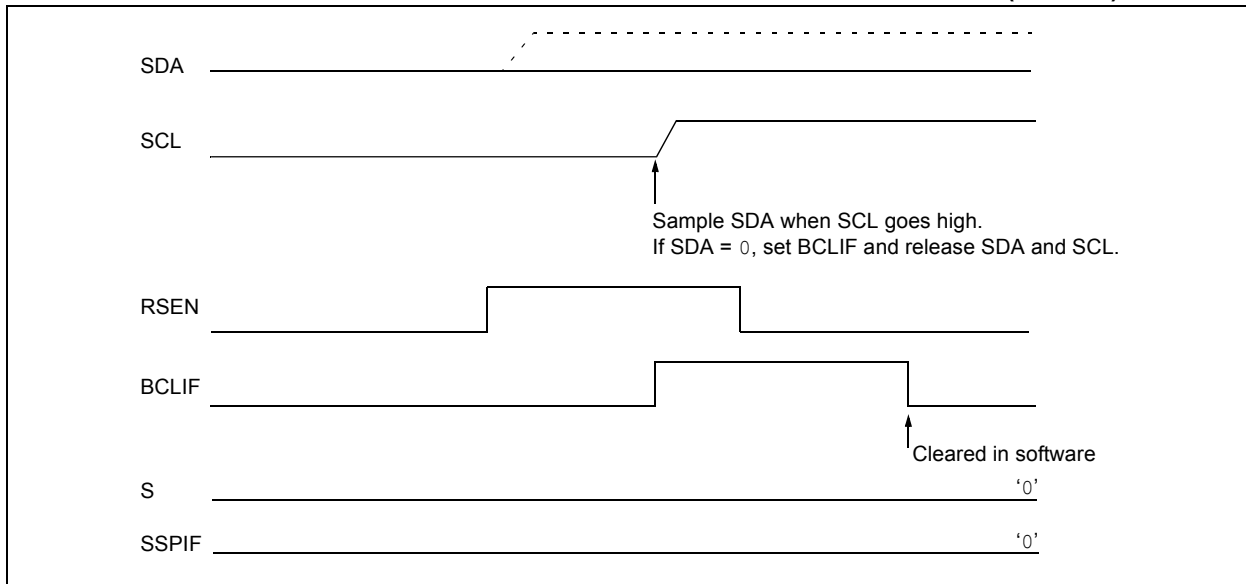 SDA
SCL
Sample SDA when SCL goes high.
If SDA = 0, set BCLIF and release SDA and SCL.
RSEN
BCLIF
Cleared in software
S
‘0’
SSPIF
‘0’